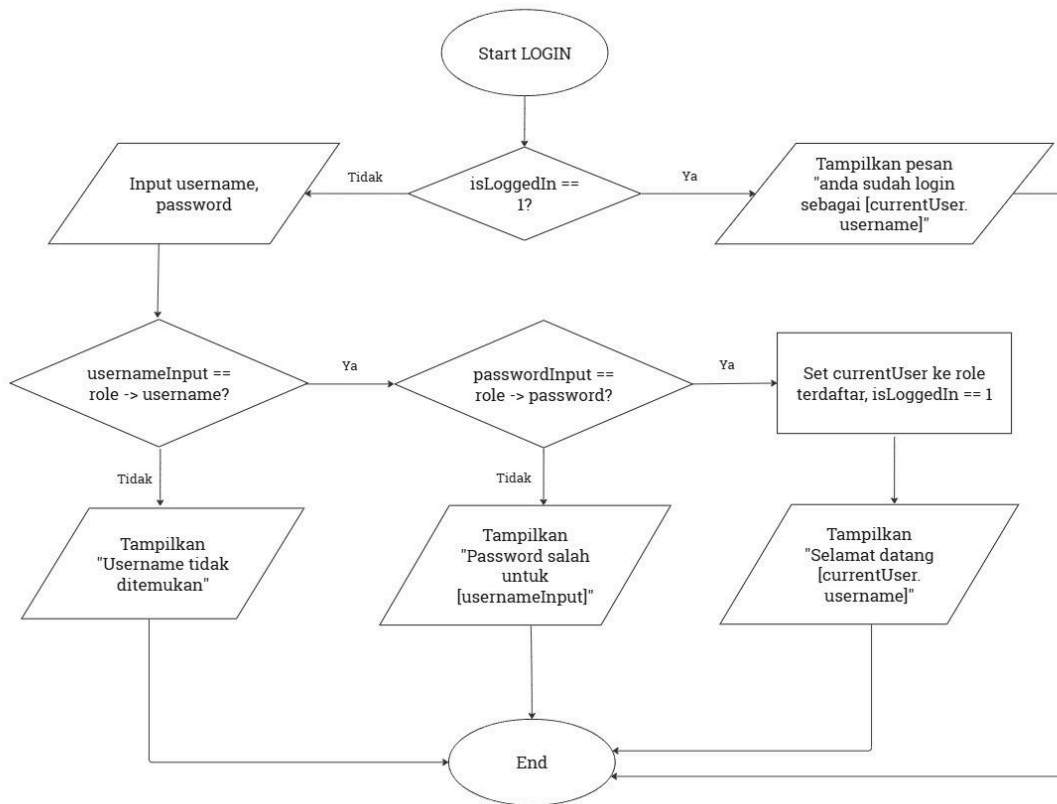 Start LOGIN
Input username,
password
Tidak
isLoggedIn ==
1?
Ya
Tampilkan pesan
"anda sudah login
sebagai [currentUser.
username]"
usernameInput ==
role -> username?
Ya
passwordInput ==
role -> password?
Ya
Set currentUser ke role
terdaftar, isLoggedIn == 1
Tidak
Tidak
Tampilkan
"Username tidak
ditemukan"
Tampilkan
"Password salah
untuk
[usernameInput]"
Tampilkan
"Selamat datang
[currentUser.
username]"
End